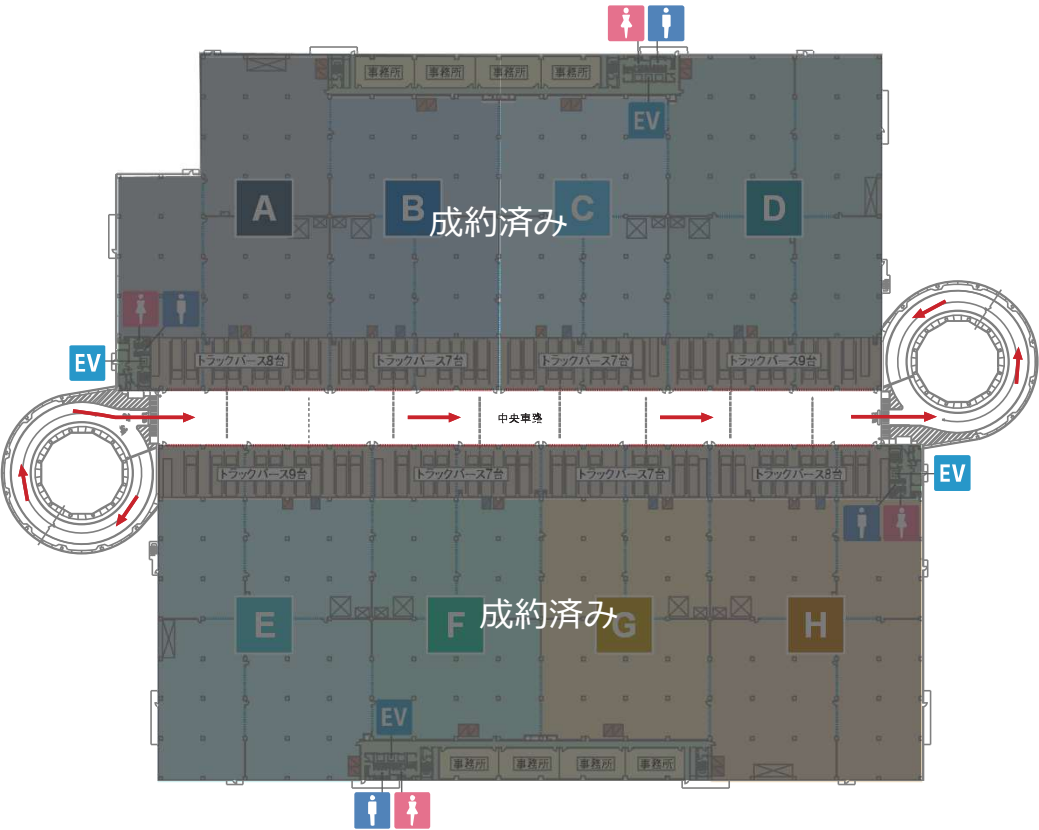 事務所 事務所 事務所 事務所
EV
A B C D
成約済み
EV
トラックバース8台 トラックバース7台 トラックバース7台 トラックバース9台
中央車路
トラックバース9台 トラックバース7台 トラックバース7台 トラックバース8台
EV
E F G H
成約済み
EV
事務所 事務所 事務所 事務所